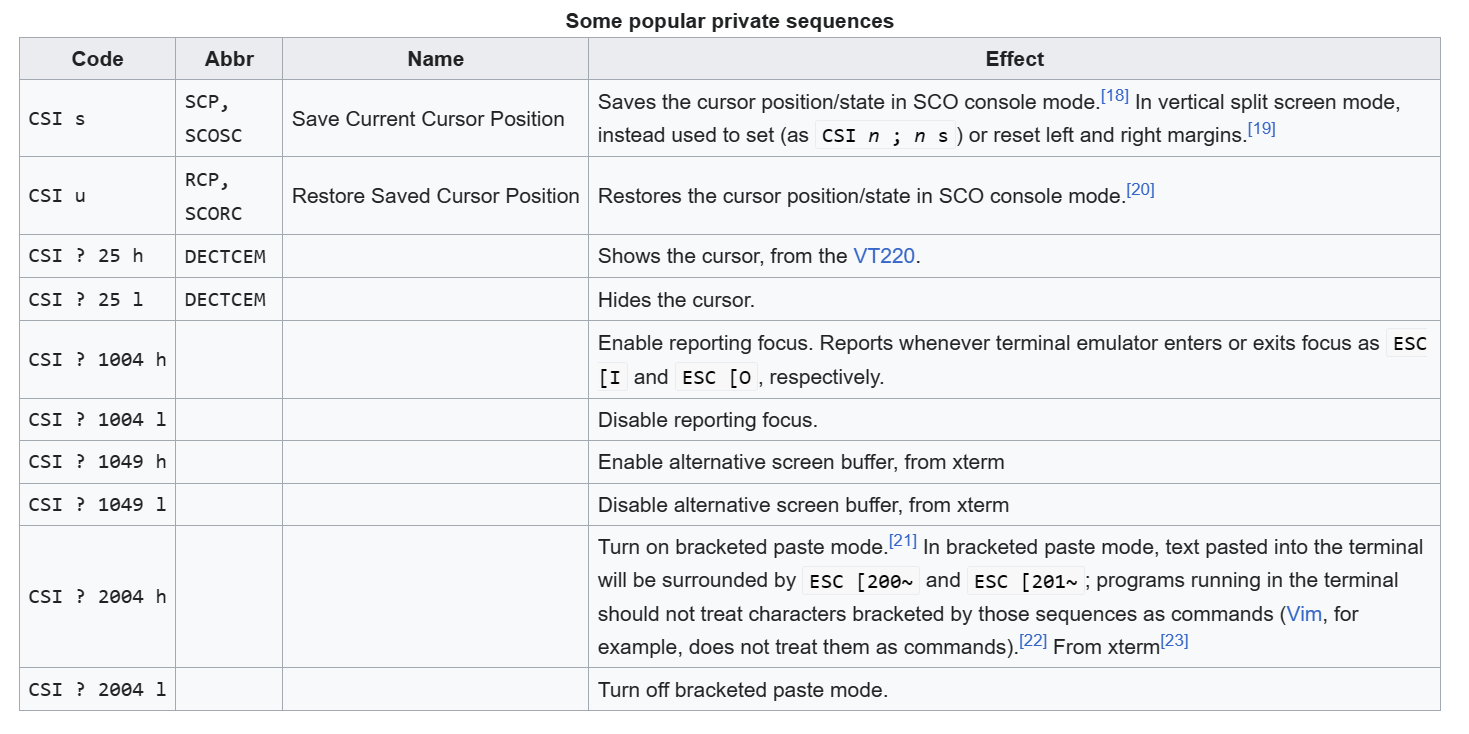 Some popular private sequences
Code Abbr Name Effect
CSI s
SCP,
SCOSC
Save Current Cursor Position
Saves the cursor position/state in SCO console mode.[18] In vertical split screen mode,
instead used to set (as CSI n ; n s) or reset left and right margins.[19]
CSI u
RCP,
SCORC
Restore Saved Cursor Position
Restores the cursor position/state in SCO console mode.[20]
CSI ? 25 h DECTCEM Shows the cursor, from the VT220.
CSI ? 25 l DECTCEM Hides the cursor.
CSI ? 1004 h
Enable reporting focus. Reports whenever terminal emulator enters or exits focus as ESC
[I and ESC [O, respectively.
CSI ? 1004 l Disable reporting focus.
CSI ? 1049 h Enable alternative screen buffer, from xterm
CSI ? 1049 l Disable alternative screen buffer, from xterm
CSI ? 2004 h
Turn on bracketed paste mode.[21] In bracketed paste mode, text pasted into the terminal
will be surrounded by ESC [200~ and ESC [201~; programs running in the terminal
should not treat characters bracketed by those sequences as commands (Vim, for
example, does not treat them as commands).[22] From xterm[23]
CSI ? 2004 l Turn off bracketed paste mode.